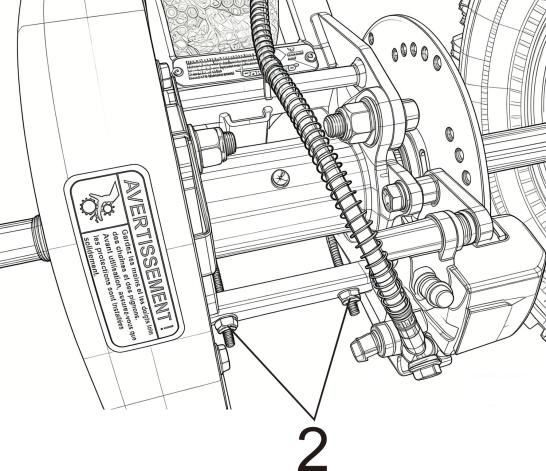 AVERTISSEMENT !
Gardez les mains et les doigts loin
des chaînes et des pignons.
Avant utilisation, assurez-vous que
les protections sont installées
solidement.
2